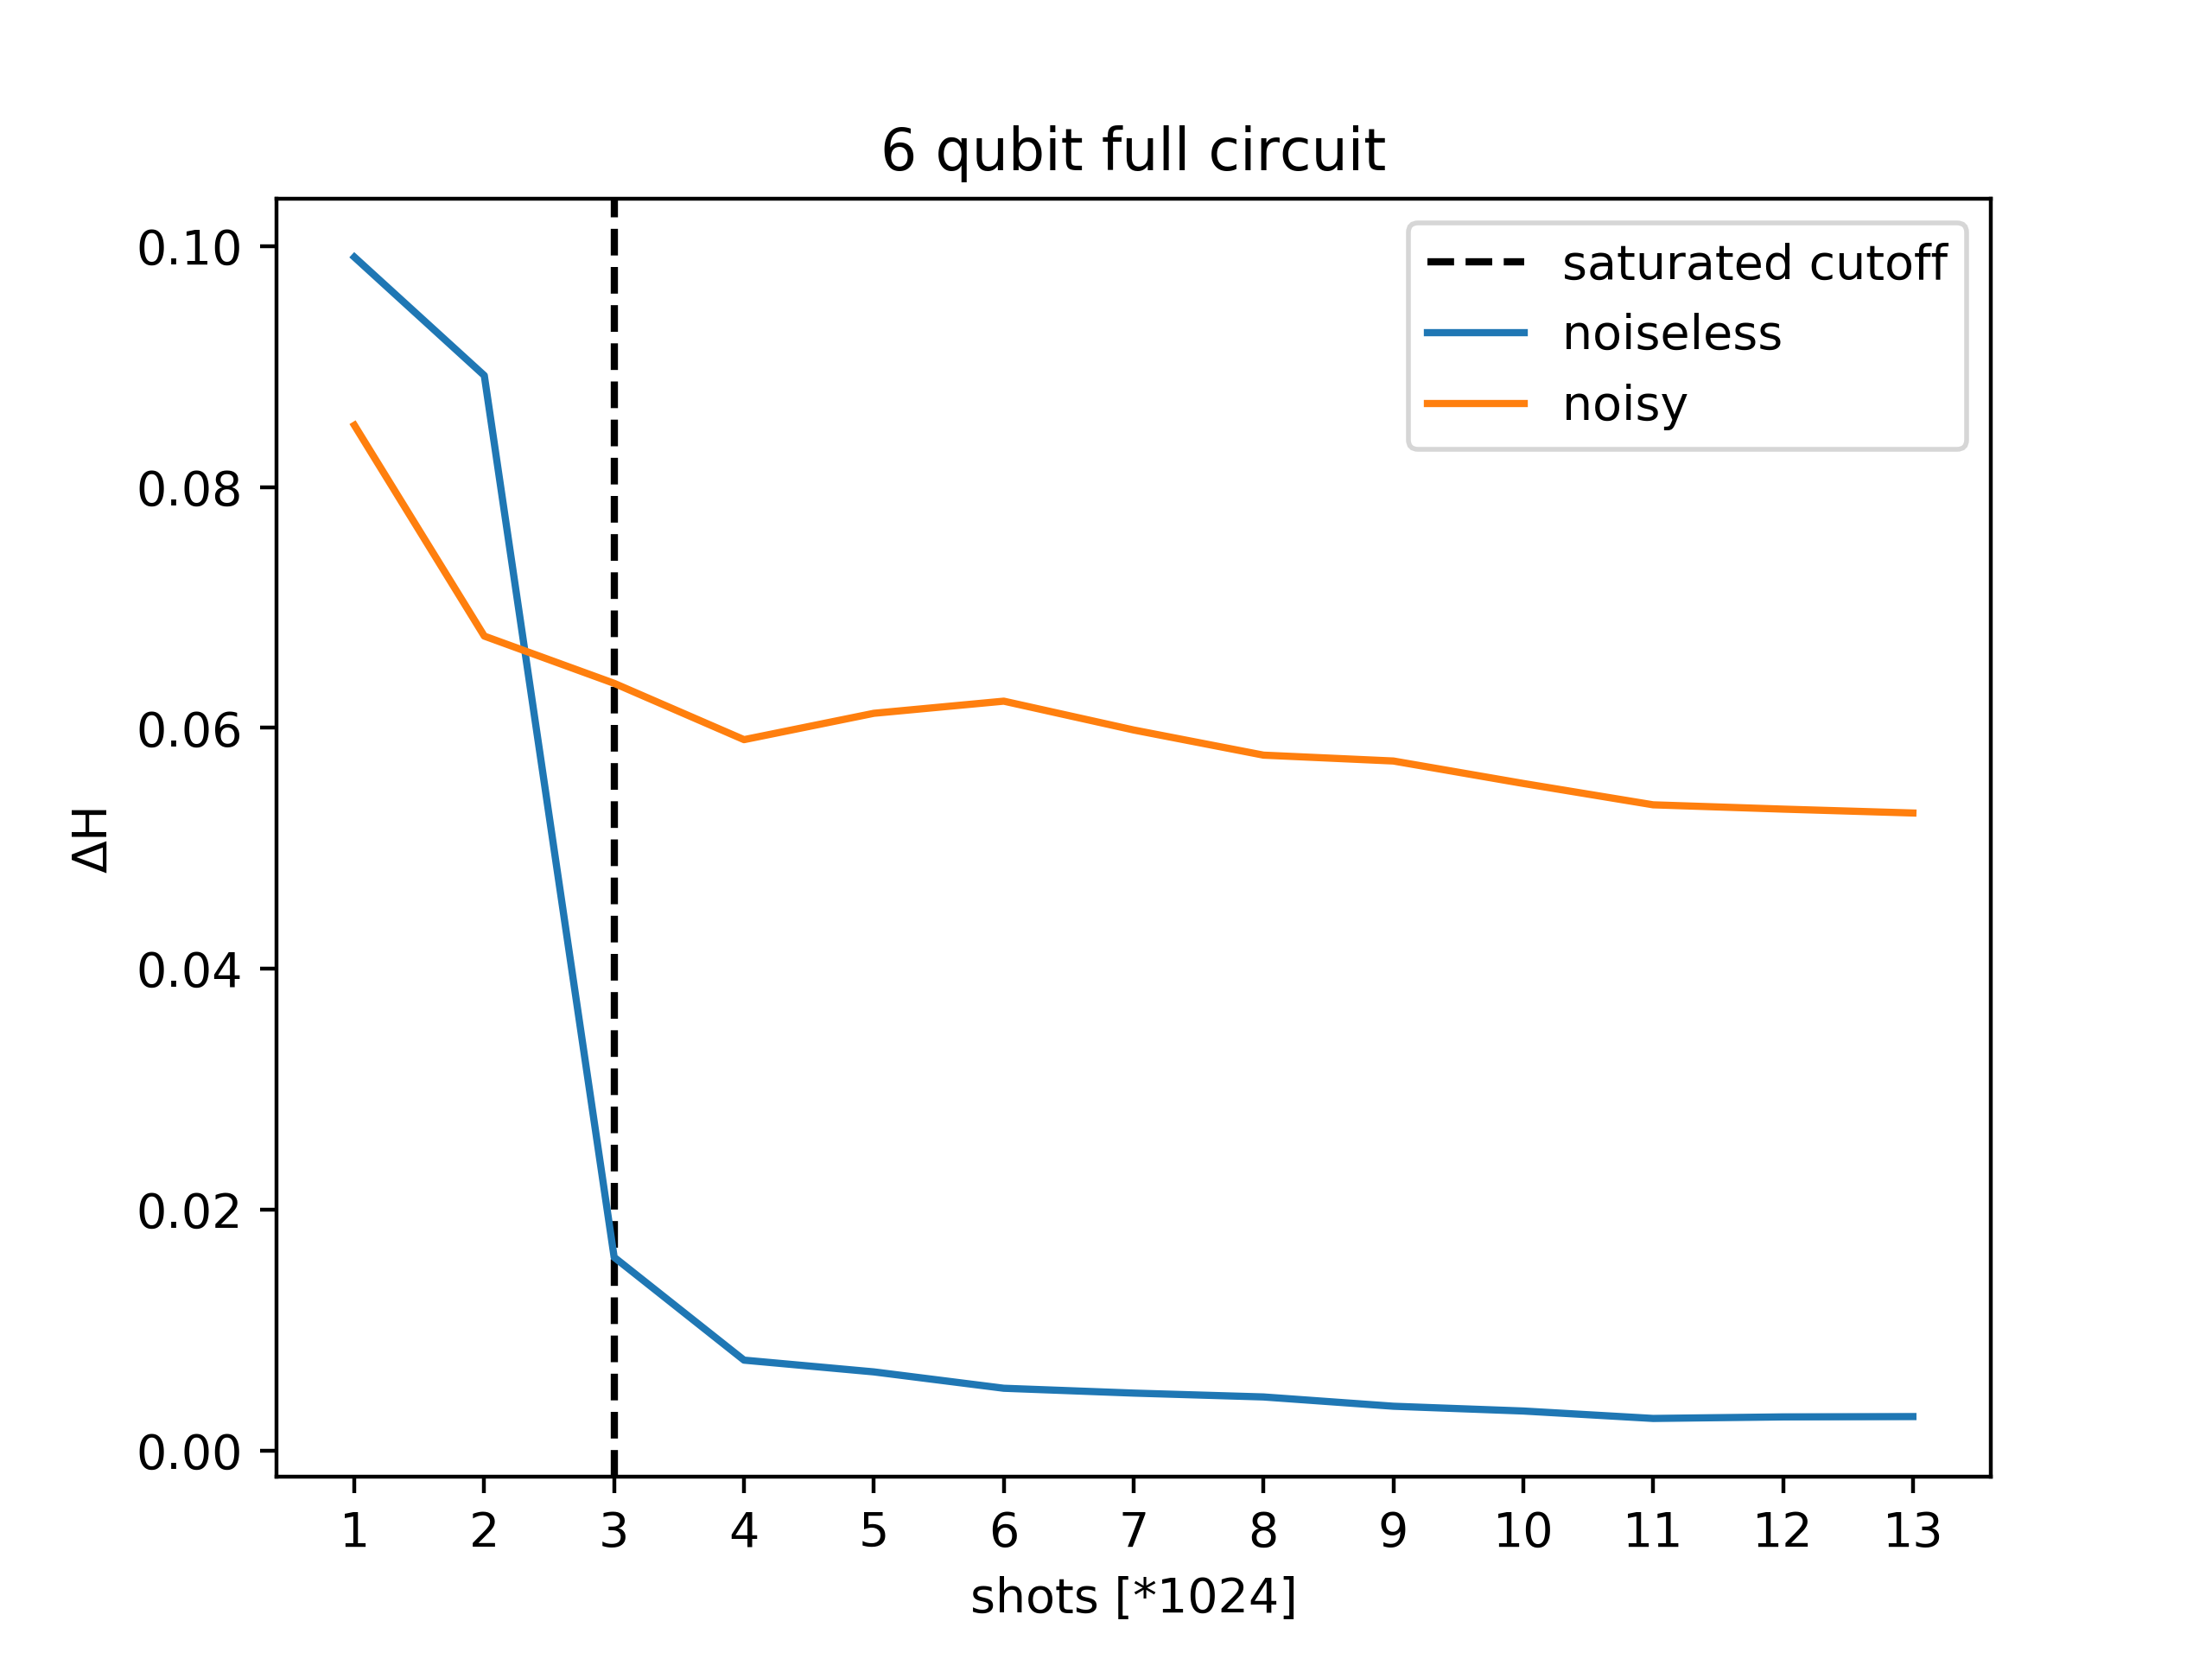 6 qubit full circuit
0.10
0.08
0.06
0.04
0.02
0.00
ΔH
saturated cutoff
noiseless
noisy
1 2 3 4 5 6 7 8 9 10 11 12 13
shots [*1024]